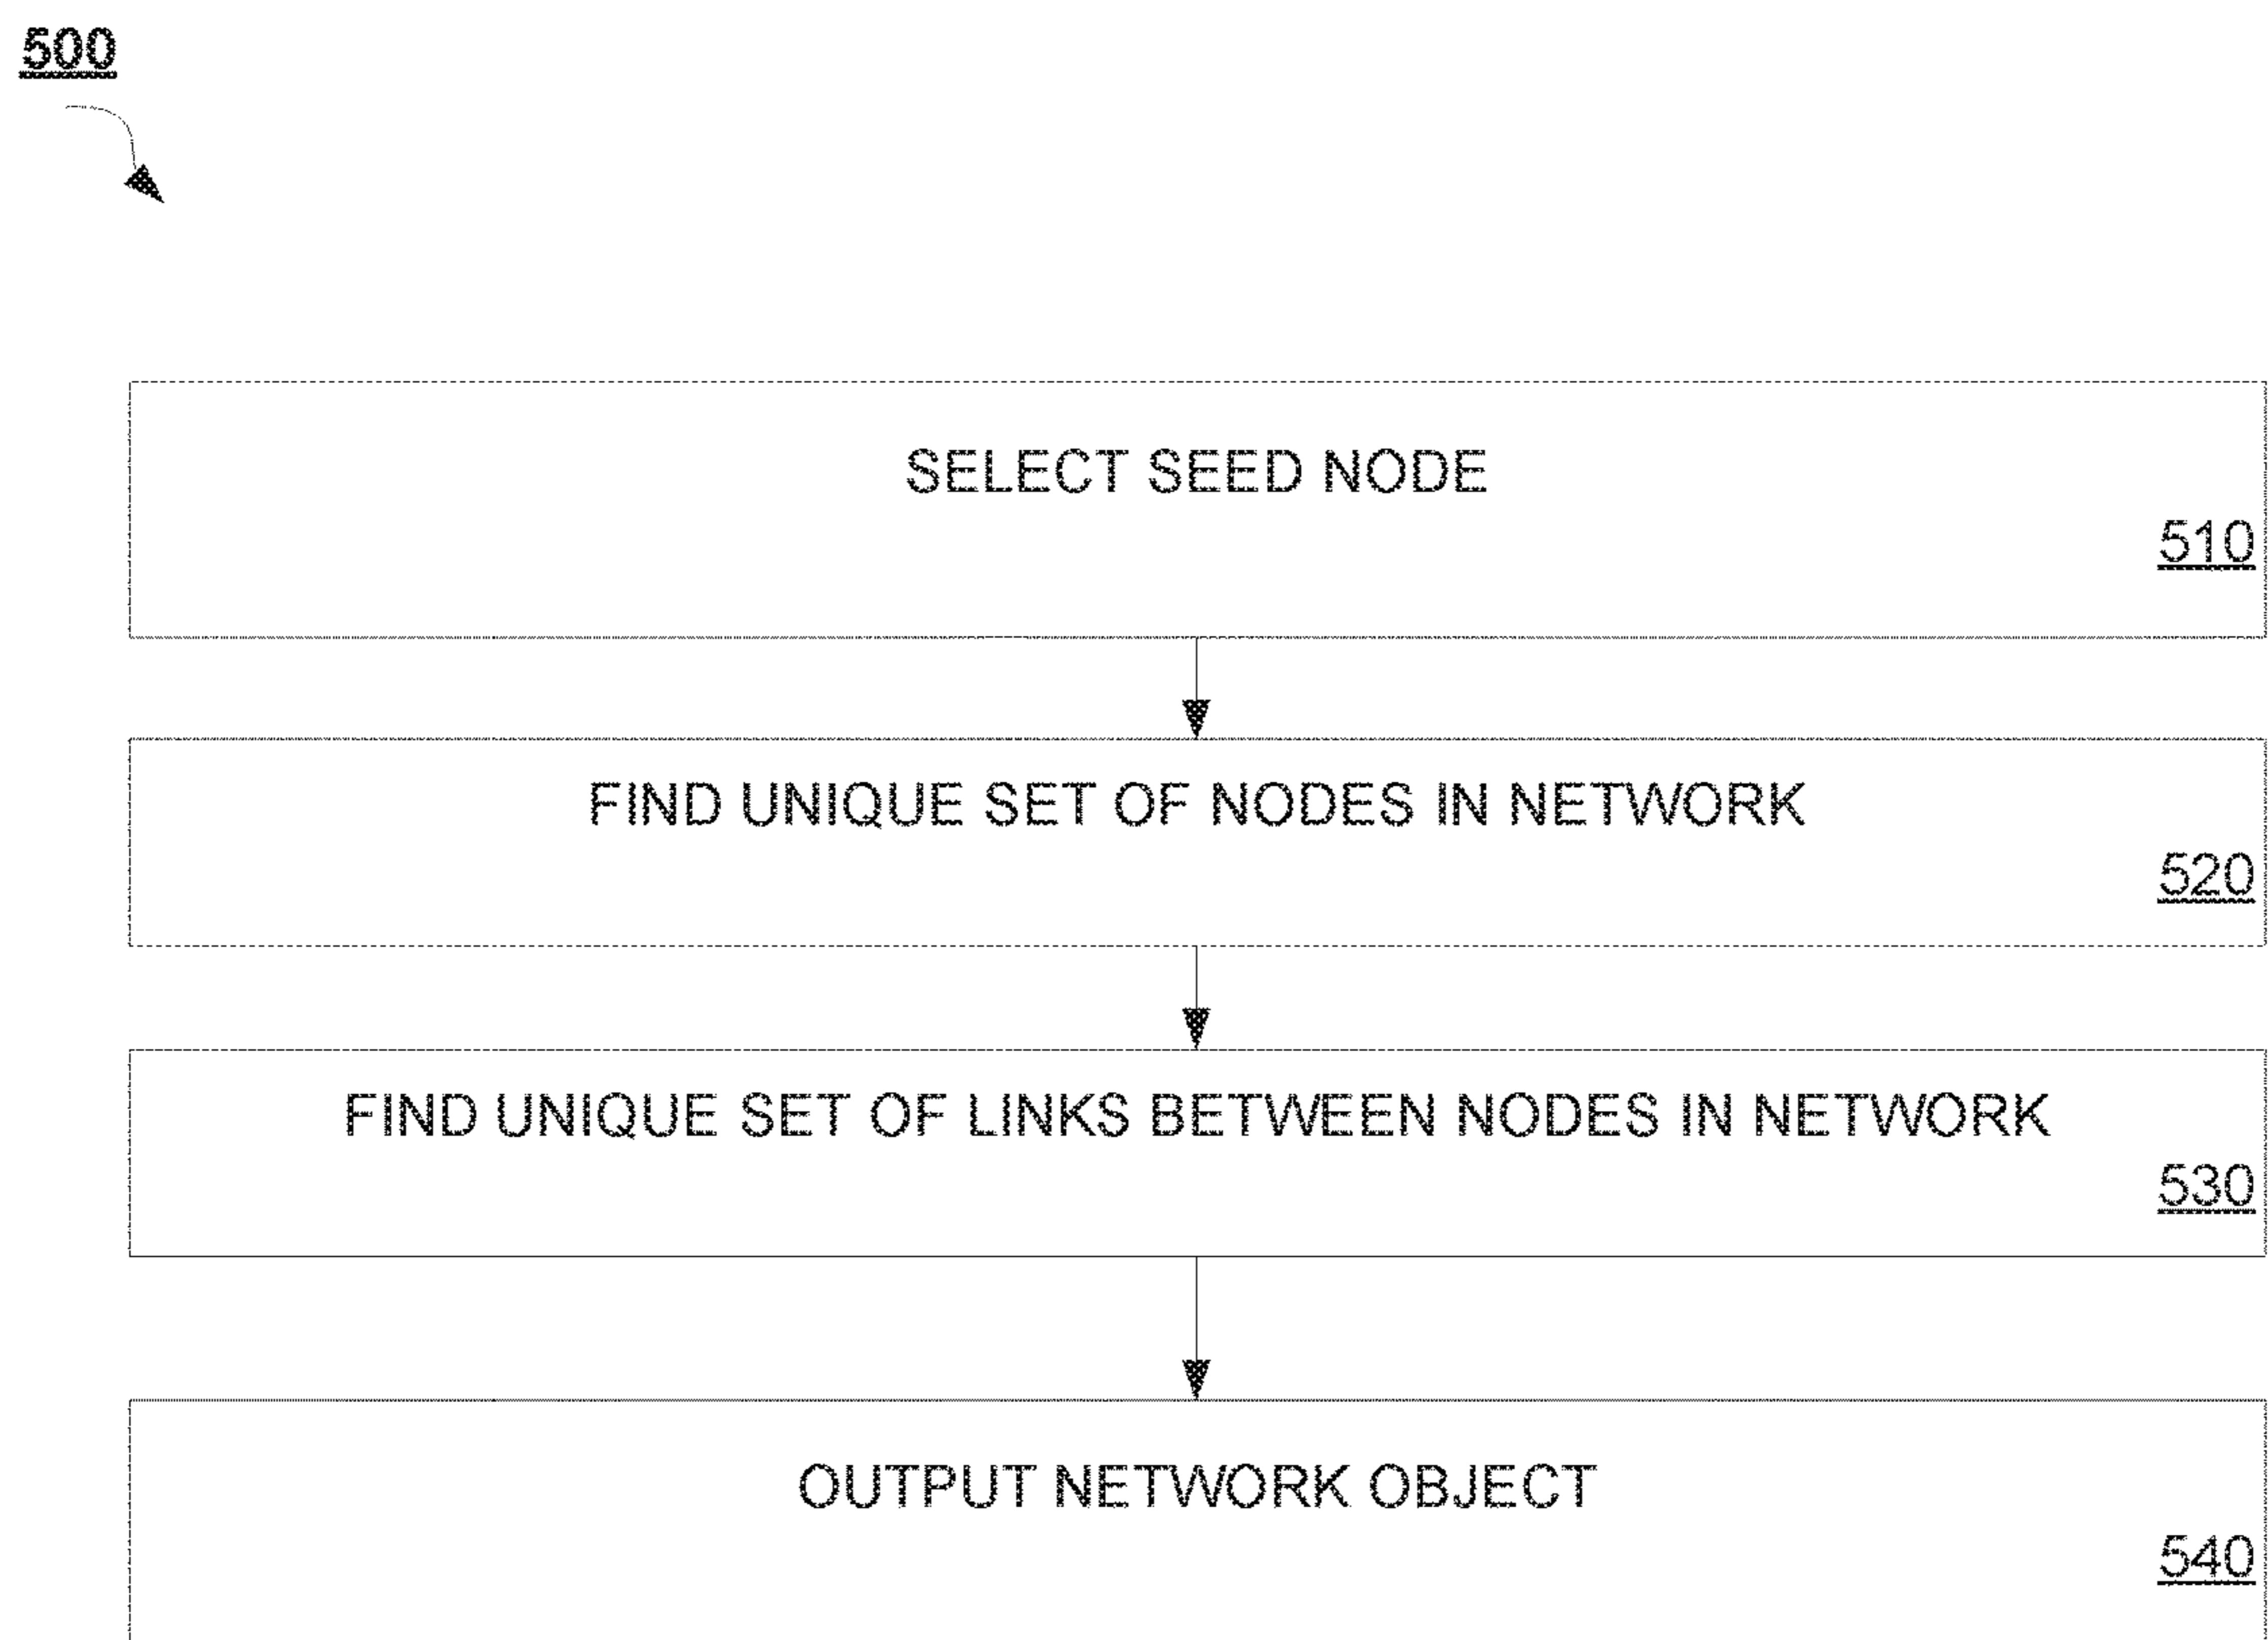 500
SELECT SEED NODE
510
FIND UNIQUE SET OF NODES IN NETWORK
520
FIND UNIQUE SET OF LINKS BETWEEN NODES IN NETWORK
530
OUTPUT NETWORK OBJECT
540